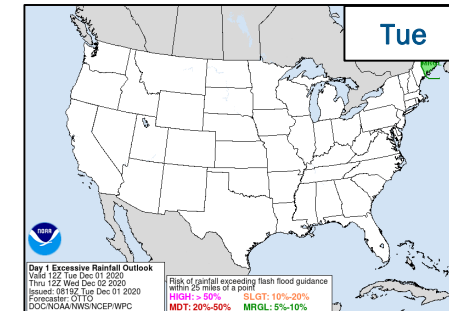 Tue
MRGL
NOAA
Day 1 Excessive Rainfall Outlook
Valid 12Z Tue Dec 01 2020
Thru 12Z Wed Dec 02 2020
Issued: 0819Z Tue Dec 01 2020
Forecaster: OTTO
DOC/NOAA/NWS/NCEP/WPC
Risk of rainfall exceeding flash flood guidance
within 25 miles of a point
HIGH: > 50% SLGT: 10%-20%
MDT: 20%-50% MRGL: 5%-10%